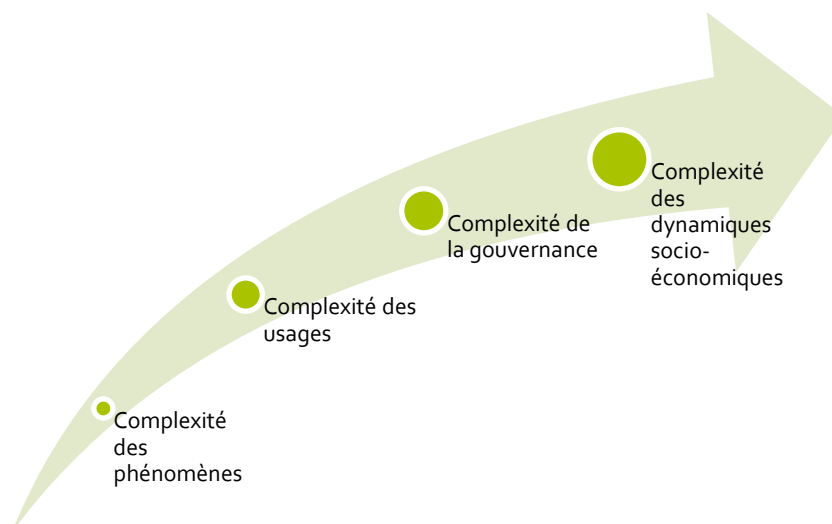 Complexité
des
phénomènes
Complexité des
usages
Complexité de
la gouvernance
Complexité
des
dynamiques
socio-
économiques